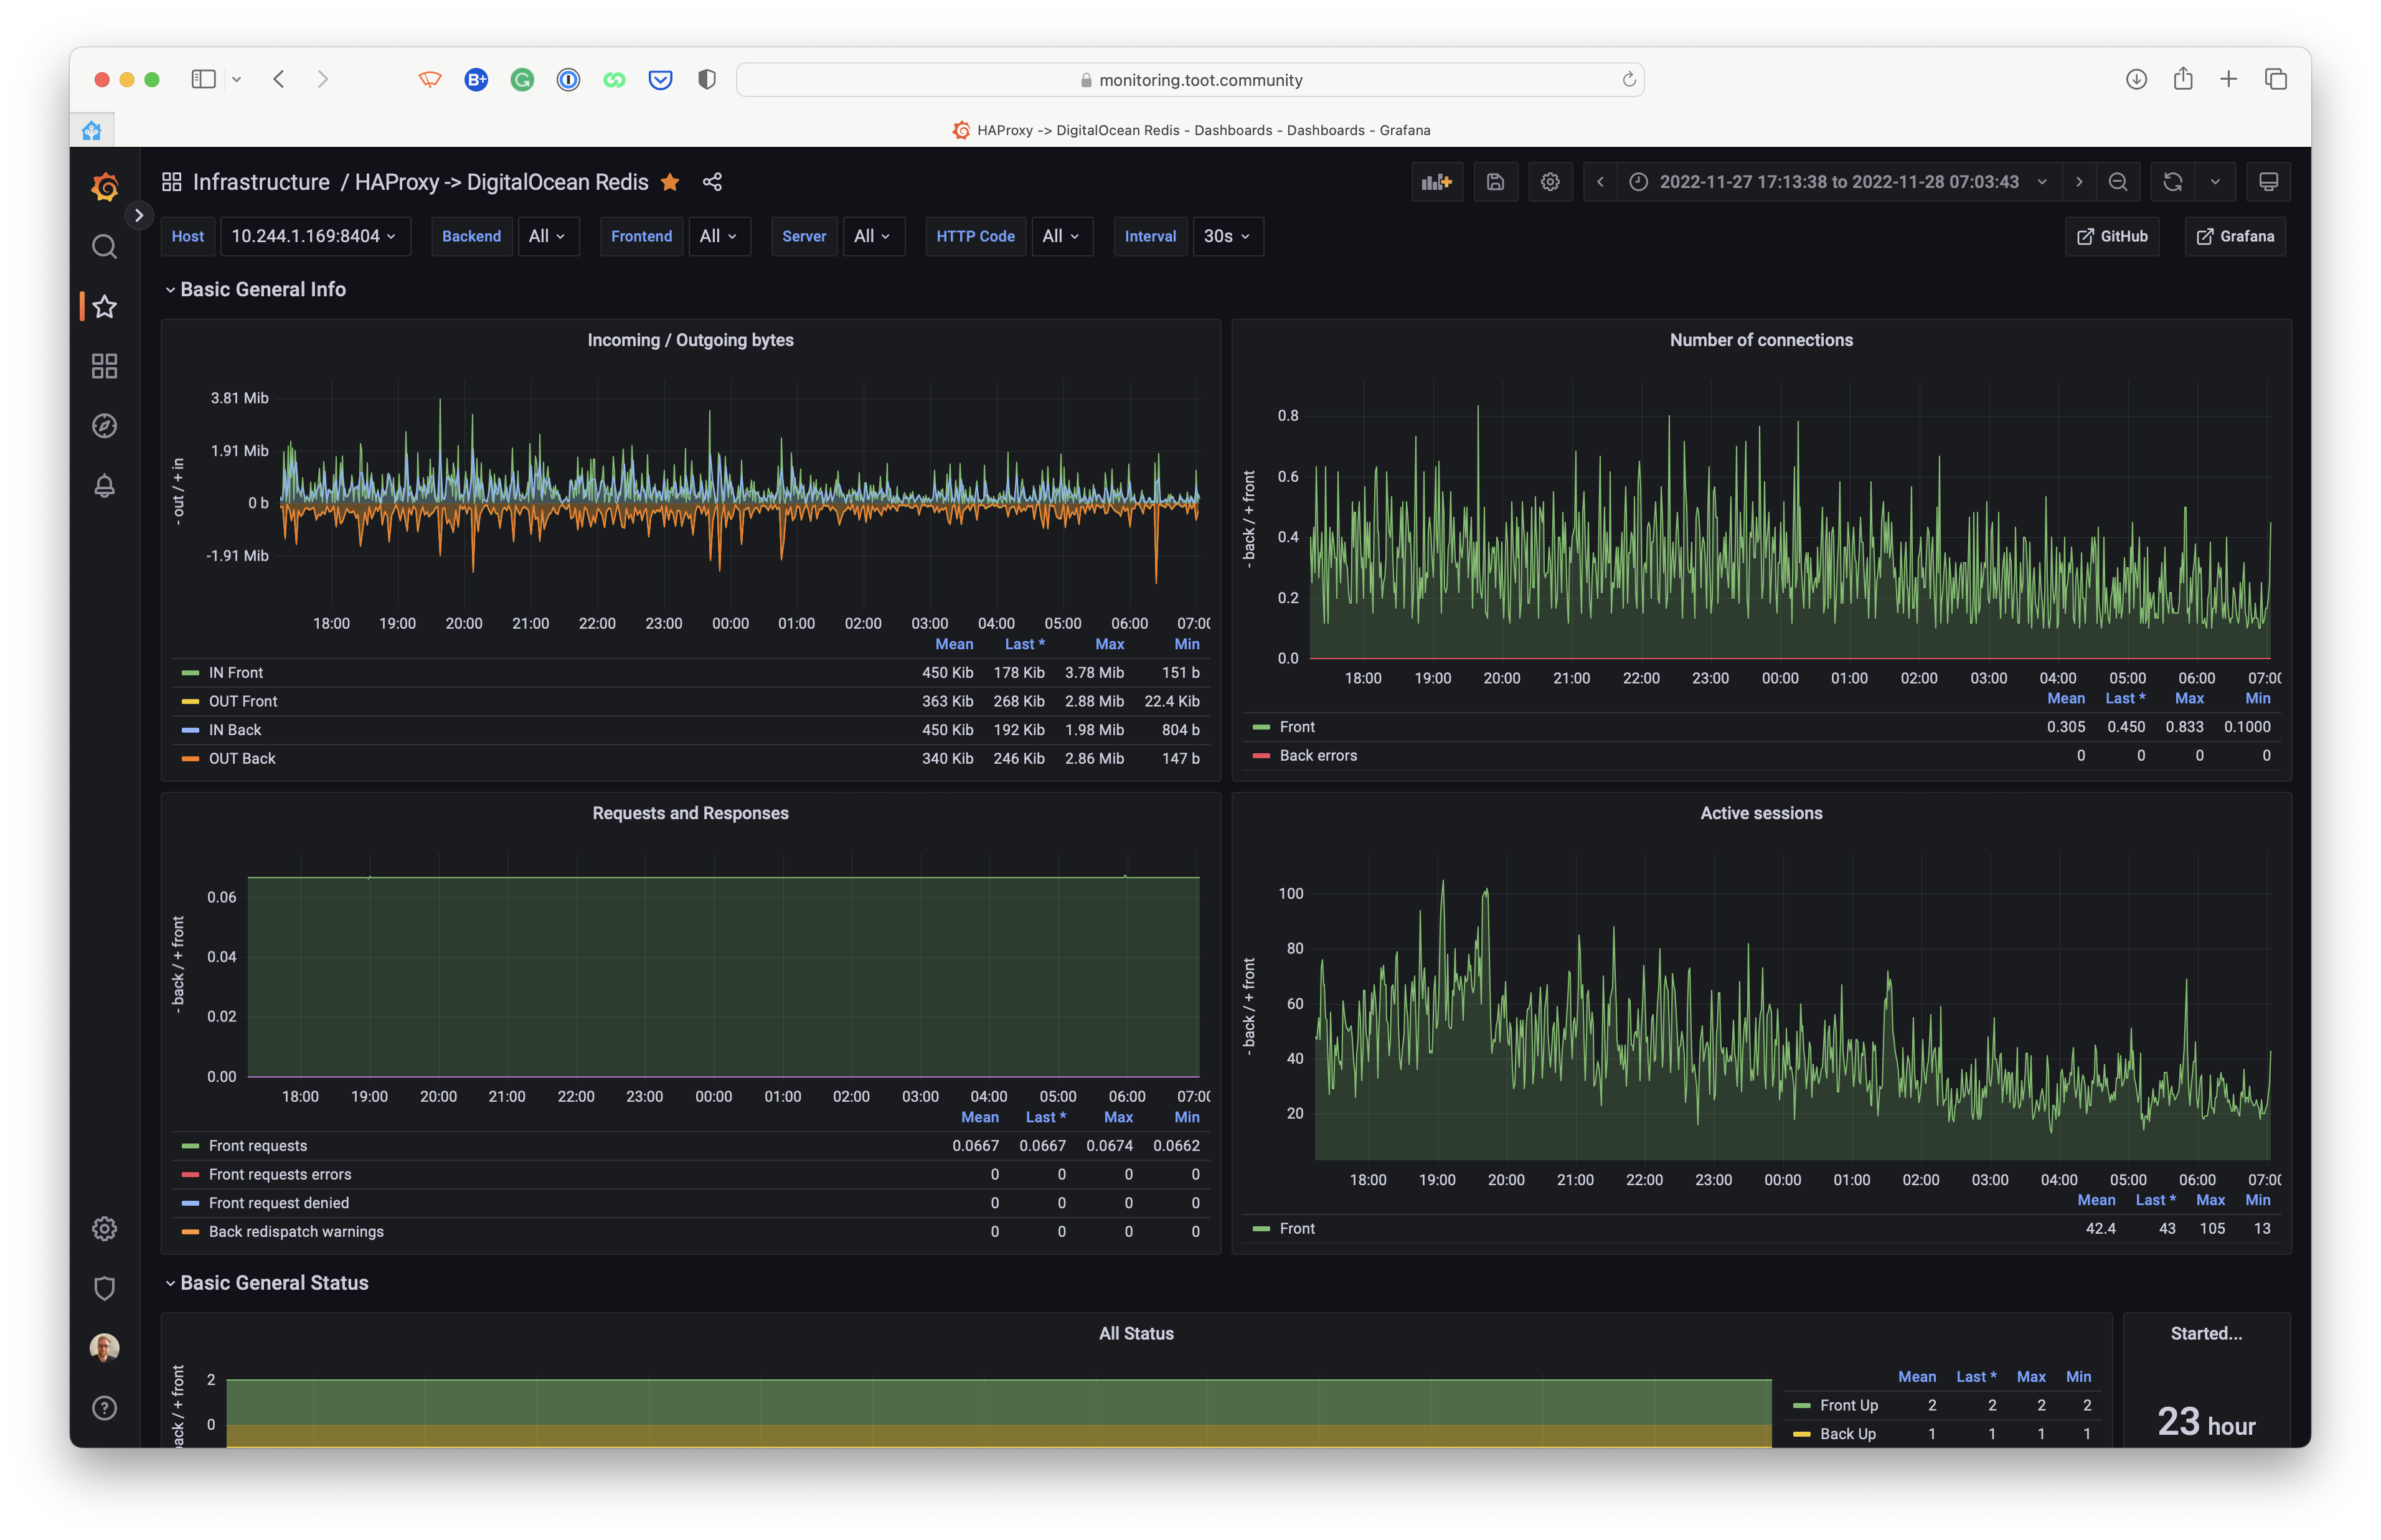 monitoring.toot.community
HAProxy -> DigitalOcean Redis - Dashboards - Dashboards - Grafana
Infrastructure / HAProxy -> DigitalOcean Redis
2022-11-27 17:13:38 to 2022-11-28 07:03:43
Host 10.244.1.169:8404 Backend All Frontend All Server All HTTP Code All Interval 30s GitHub Grafana
Basic General Info
Incoming / Outgoing bytes
- out / + in
3.81 Mib
1.91 Mib
0 b
-1.91 Mib
18:00 19:00 20:00 21:00 22:00 23:00 00:00 01:00 02:00 03:00 04:00 05:00 06:00 07:00
Mean Last * Max Min
IN Front 450 Kib 178 Kib 3.78 Mib 151 b
OUT Front 363 Kib 268 Kib 2.88 Mib 22.4 Kib
IN Back 450 Kib 192 Kib 1.98 Mib 804 b
OUT Back 340 Kib 246 Kib 2.86 Mib 147 b
Number of connections
- back / + front
0.8
0.6
0.4
0.2
0.0
18:00 19:00 20:00 21:00 22:00 23:00 00:00 01:00 02:00 03:00 04:00 05:00 06:00 07:00
Mean Last * Max Min
Front 0.305 0.450 0.833 0.1000
Back errors 0 0 0 0
Requests and Responses
- back / + front
0.06
0.04
0.02
0.00
18:00 19:00 20:00 21:00 22:00 23:00 00:00 01:00 02:00 03:00 04:00 05:00 06:00 07:00
Mean Last * Max Min
Front requests 0.0667 0.0667 0.0674 0.0662
Front requests errors 0 0 0 0
Front request denied 0 0 0 0
Back redispatch warnings 0 0 0 0
Active sessions
- back / + front
100
80
60
40
20
18:00 19:00 20:00 21:00 22:00 23:00 00:00 01:00 02:00 03:00 04:00 05:00 06:00 07:00
Mean Last * Max Min
Front 42.4 43 105 13
Basic General Status
All Status
back / + front
2
0
Mean Last * Max Min
Front Up 2 2 2 2
Back Up 1 1 1 1
Started...
23 hour